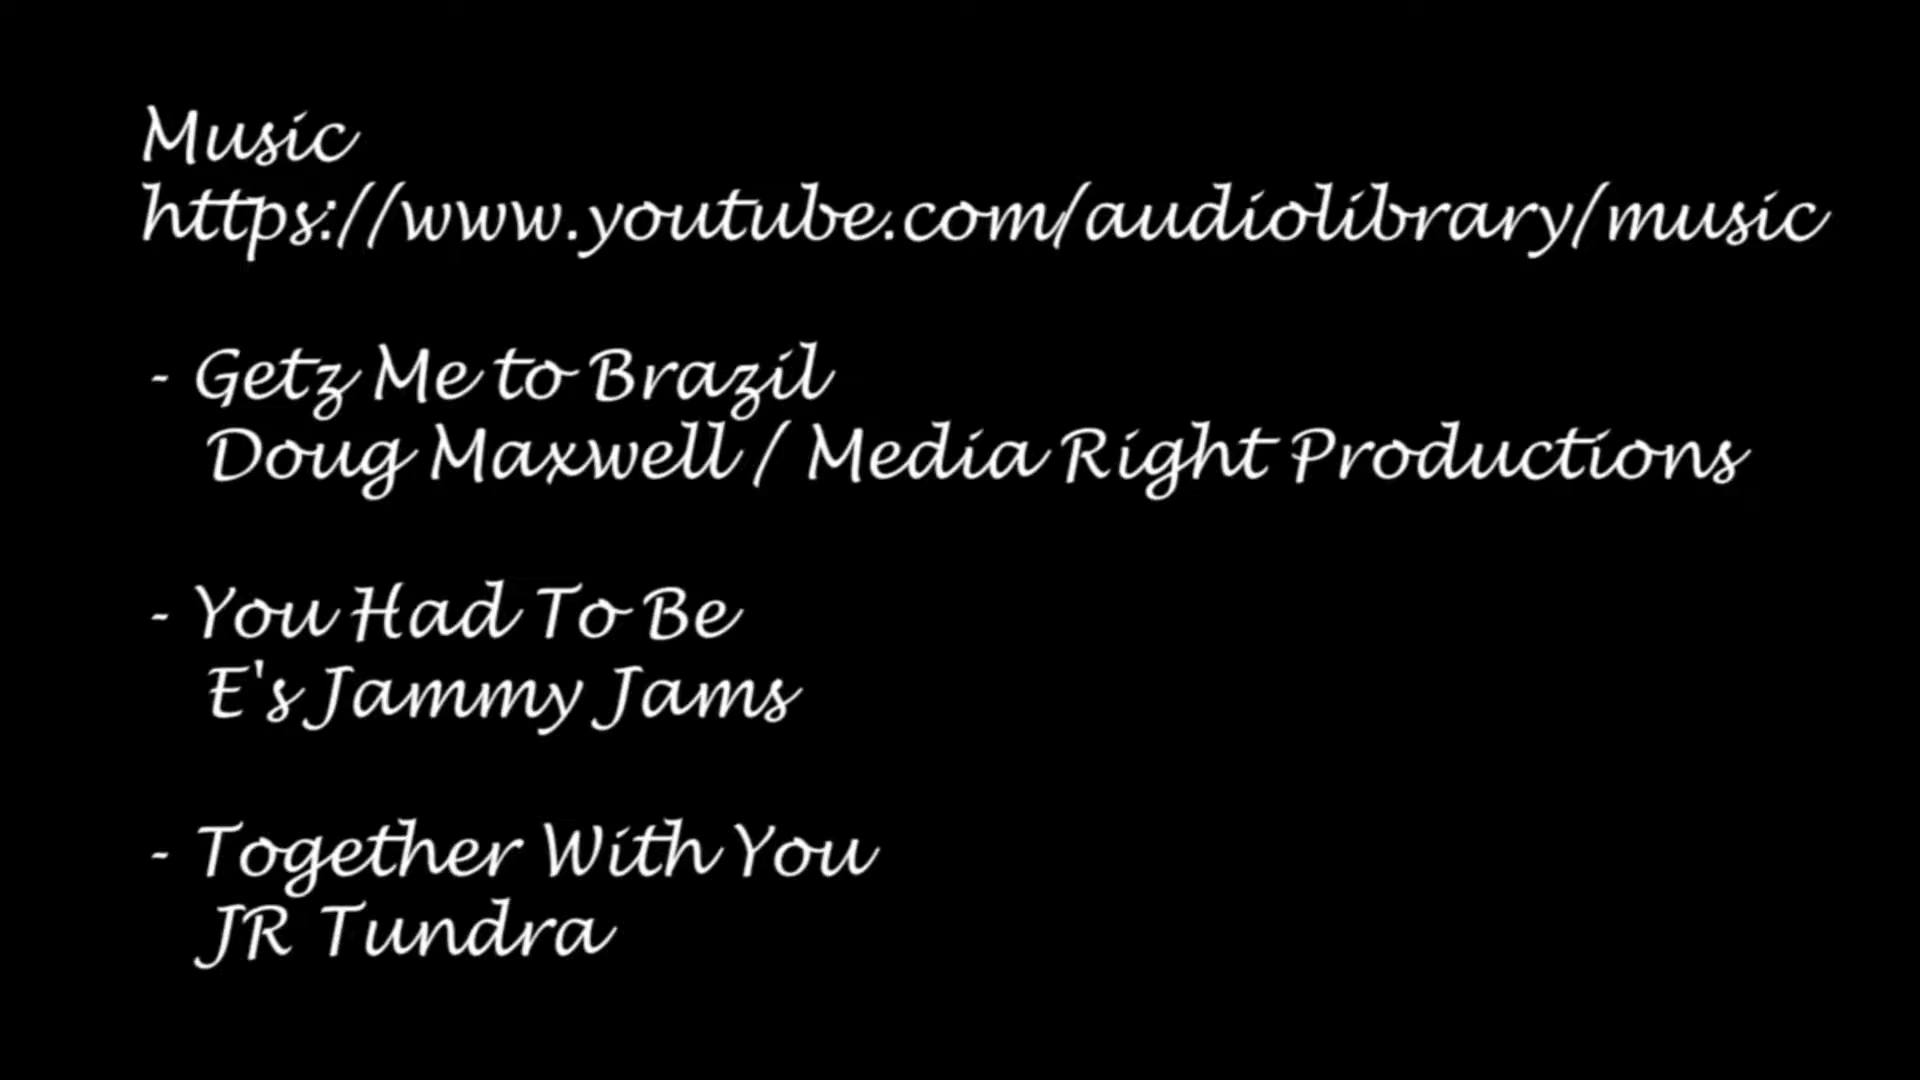 Music
https://www.youtube.com/audiolibrary/music
- Getz Me to Brazil
Doug Maxwell / Media Right Productions
- You Had To Be
E's Jammy Jams
- Together With You
JR Tundra